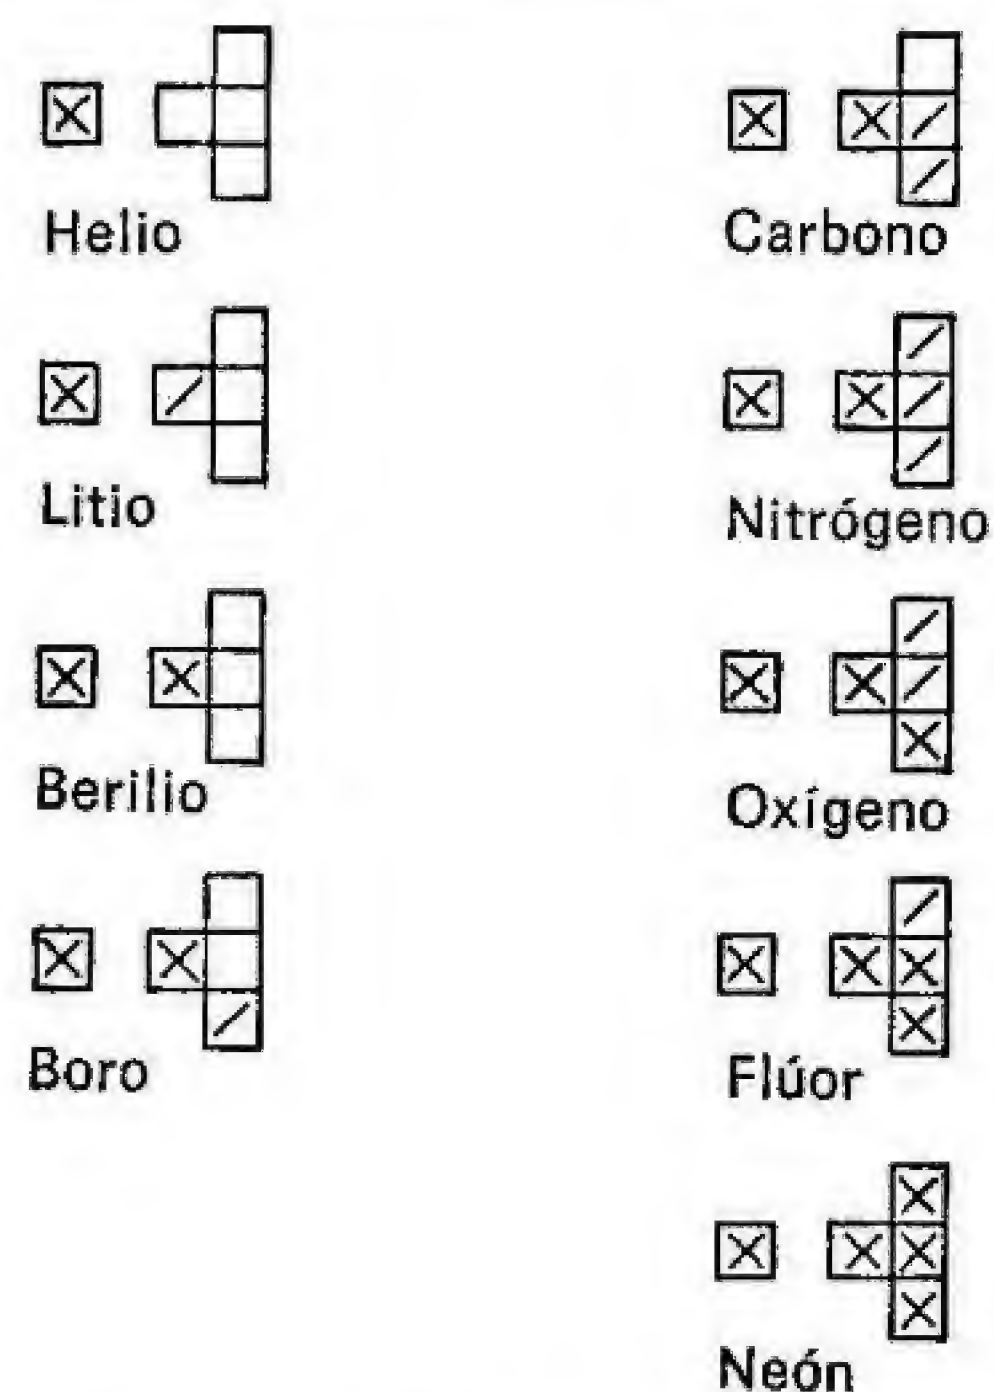 Helio
Litio
Berilio
Boro
Carbono
Nitrógeno
Oxígeno
Flúor
Neón